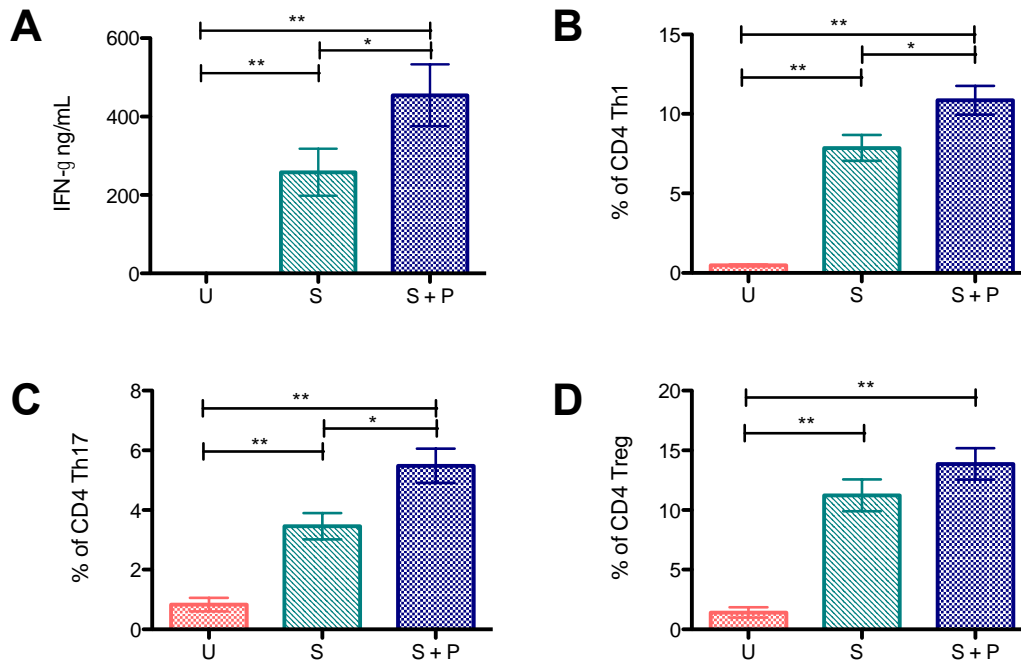 A
IFN-g ng/mL
600
400
200
0
**
*
**
U S S + P
B
% of CD4 Th1
15
10
5
0
**
*
**
U S S + P
C
% of CD4 Th17
8
6
4
2
0
**
*
**
U S S + P
D
% of CD4 Treg
20
15
10
5
0
**
**
U S S + P